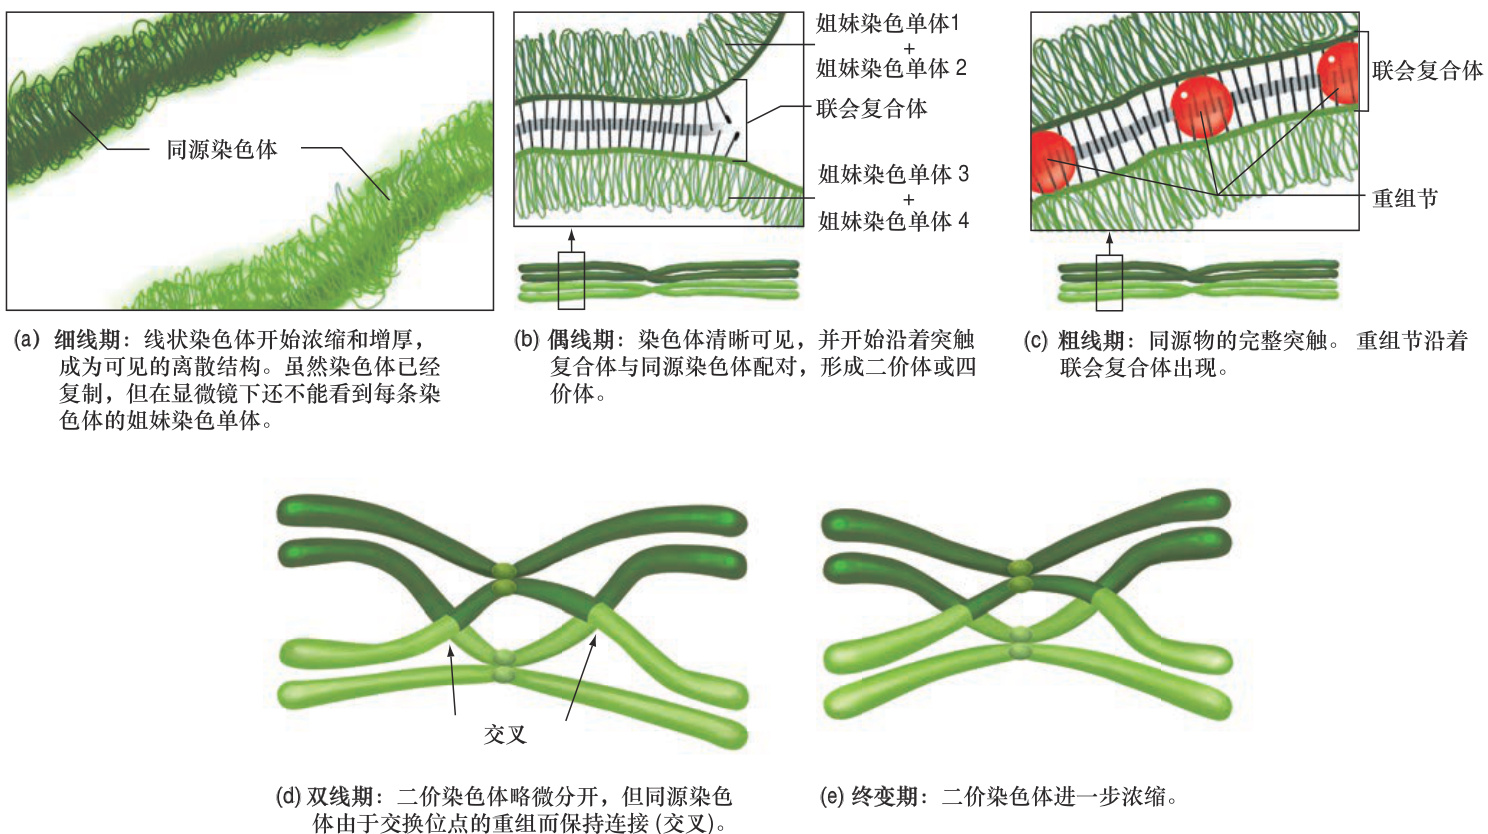 同源染色体
姐妹染色单体1
+
姐妹染色单体 2
联会复合体
姐妹染色单体 3
+
姐妹染色单体 4
联会复合体
重组节
(a) 细线期：线状染色体开始浓缩和增厚，
成为可见的离散结构。虽然染色体已经
复制，但在显微镜下还不能看到每条染
色体的姐妹染色单体。
(b) 偶线期：染色体清晰可见，并开始沿着突触
复合体与同源染色体配对，形成二价体或四
价体。
(c) 粗线期：同源物的完整突触。 重组节沿着
联会复合体出现。
交叉
(d) 双线期：二价染色体略微分开，但同源染色
体由于交换位点的重组而保持连接 (交叉)。
(e) 终变期：二价染色体进一步浓缩。